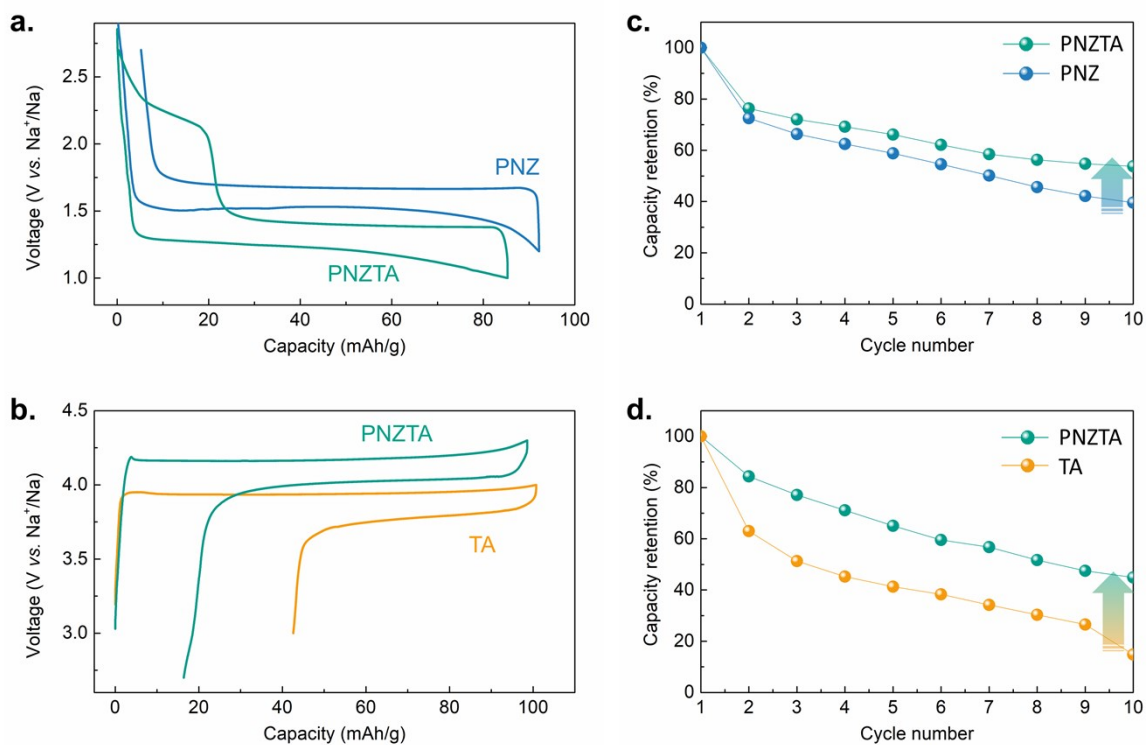 a.
Voltage (V vs. Na⁺/Na)
2.5
2.0
1.5
1.0
PNZ
PNZTA
0 20 40 60 80 100
Capacity (mAh/g)
c.
Capacity retention (%)
100
80
60
40
20
0
PNZTA
PNZ
1 2 3 4 5 6 7 8 9 10
Cycle number
b.
Voltage (V vs. Na⁺/Na)
4.5
4.0
3.5
3.0
PNZTA
TA
0 20 40 60 80 100
Capacity (mAh/g)
d.
Capacity retention (%)
100
80
60
40
20
0
PNZTA
TA
1 2 3 4 5 6 7 8 9 10
Cycle number